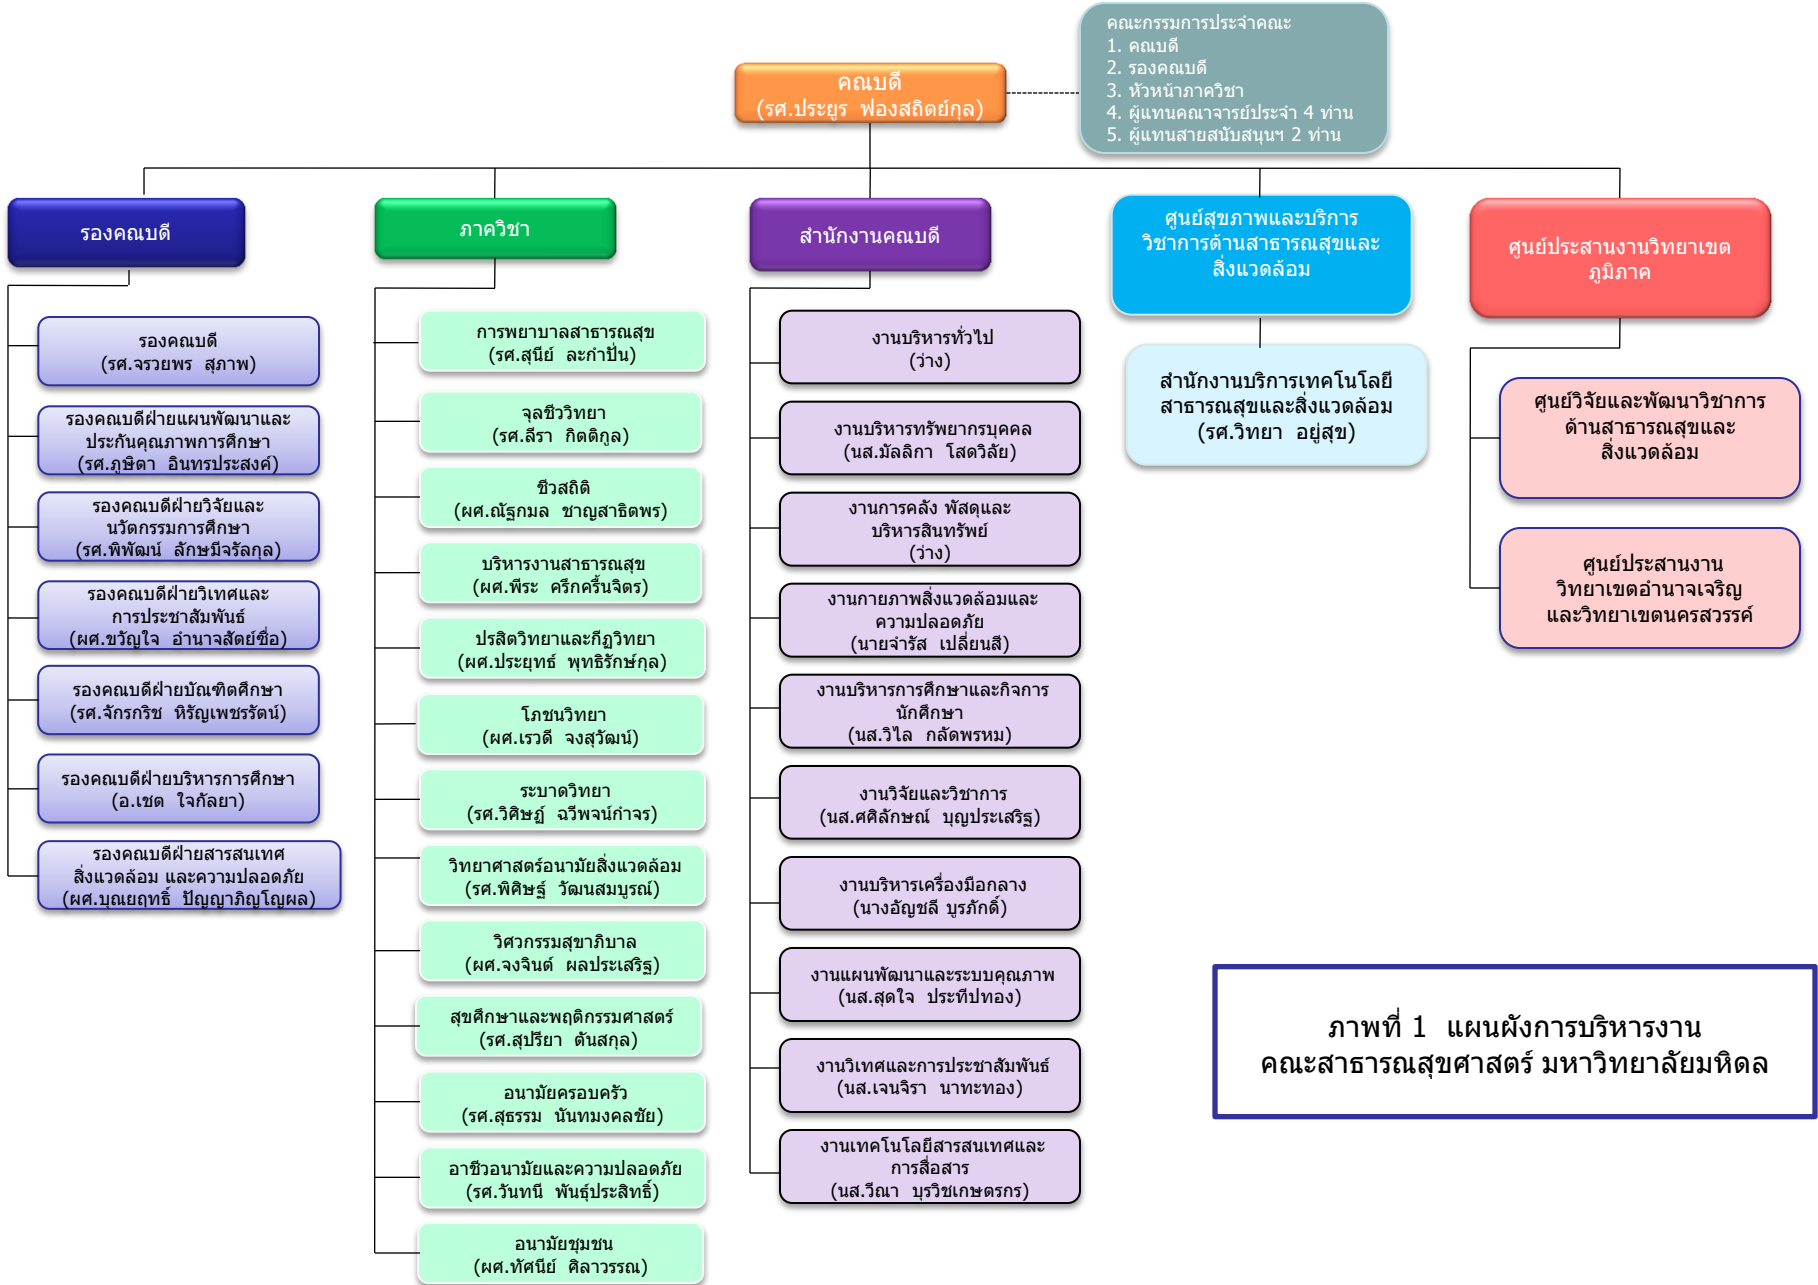 คณะกรรมการประจำคณะ
1. คณบดี
2. รองคณบดี
3. หัวหน้าภาควิชา
4. ผู้แทนคณาจารย์ประจำ 4 ท่าน
5. ผู้แทนสายสนับสนุนฯ 2 ท่าน
คณบดี
(รศ.ประยูร ฟองสถิตย์กุล)
รองคณบดี
รองคณบดี
(รศ.จรวยพร สุภาพ)
รองคณบดีฝ่ายแผนพัฒนาและ
ประกันคุณภาพการศึกษา
(รศ.ภูษิตา อินทรประสงค์)
รองคณบดีฝ่ายวิจัยและ
นวัตกรรมการศึกษา
(รศ.พิพัฒน์ ลักษมีจรัลกุล)
รองคณบดีฝ่ายวิเทศและ
การประชาสัมพันธ์
(ผศ.ขวัญใจ อำนาจสัตย์ซื่อ)
รองคณบดีฝ่ายบัณฑิตศึกษา
(รศ.จักรกริช หิรัญเพชรรัตน์)
รองคณบดีฝ่ายบริหารการศึกษา
(อ.เชต ใจกัลยา)
รองคณบดีฝ่ายสารสนเทศ
สิ่งแวดล้อม และความปลอดภัย
(ผศ.บุณยฤทธิ์ ปัญญาภิญโญผล)
ภาควิชา
การพยาบาลสาธารณสุข
(รศ.สุนีย์ ละกำปั่น)
จุลชีววิทยา
(รศ.ลีรา กิตติกูล)
ชีวสถิติ
(ผศ.ณัฐกมล ชาญสาธิตพร)
บริหารงานสาธารณสุข
(ผศ.พีระ ครึกครื้นจิตร)
ปรสิตวิทยาและกีฏวิทยา
(ผศ.ประยุทธ พุทธิรักษ์กุล)
โภชนวิทยา
(ผศ.เรวดี จงสุวัฒน์)
ระบาดวิทยา
(รศ.วิศิษฏ์ ฉวีพจน์กำจร)
วิทยาศาสตร์อนามัยสิ่งแวดล้อม
(รศ.พิศิษฐ์ วัฒนสมบูรณ์)
วิศวกรรมสุขาภิบาล
(ผศ.จงจินต์ ผลประเสริฐ)
สุขศึกษาและพฤติกรรมศาสตร์
(รศ.สุปรียา ตันสกุล)
อนามัยครอบครัว
(รศ.สุธรรม นันทมงคลชัย)
อาชีวอนามัยและความปลอดภัย
(รศ.วันทนี พันธุ์ประสิทธิ์)
อนามัยชุมชน
(ผศ.ทัศนีย์ ศิลาวรรณ)
สำนักงานคณบดี
งานบริหารทั่วไป
(ว่าง)
งานบริหารทรัพยากรบุคคล
(นส.มัลลิกา โสดวิลัย)
งานการคลัง พัสดุและ
บริหารสินทรัพย์
(ว่าง)
งานกายภาพสิ่งแวดล้อมและ
ความปลอดภัย
(นายจำรัส เปลี่ยนสี)
งานบริหารการศึกษาและกิจการ
นักศึกษา
(นส.วิไล กลัดพรหม)
งานวิจัยและวิชาการ
(นส.ศศิลักษณ์ บุญประเสริฐ)
งานบริหารเครื่องมือกลาง
(นางอัญชลี บูรภักดิ์)
งานแผนพัฒนาและระบบคุณภาพ
(นส.สุดใจ ประทีปทอง)
งานวิเทศและการประชาสัมพันธ์
(นส.เจนจิรา นาทะทอง)
งานเทคโนโลยีสารสนเทศและ
การสื่อสาร
(นส.วีณา บุรวิชเกษตรกร)
ศูนย์สุขภาพและบริการ
วิชาการด้านสาธารณสุขและ
สิ่งแวดล้อม
สำนักงานบริการเทคโนโลยี
สาธารณสุขและสิ่งแวดล้อม
(รศ.วิทยา อยู่สุข)
ศูนย์ประสานงานวิทยาเขต
ภูมิภาค
ศูนย์วิจัยและพัฒนาวิชาการ
ด้านสาธารณสุขและ
สิ่งแวดล้อม
ศูนย์ประสานงาน
วิทยาเขตอำนาจเจริญ
และวิทยาเขตนครสวรรค์
ภาพที่ 1 แผนผังการบริหารงาน
คณะสาธารณสุขศาสตร์ มหาวิทยาลัยมหิดล